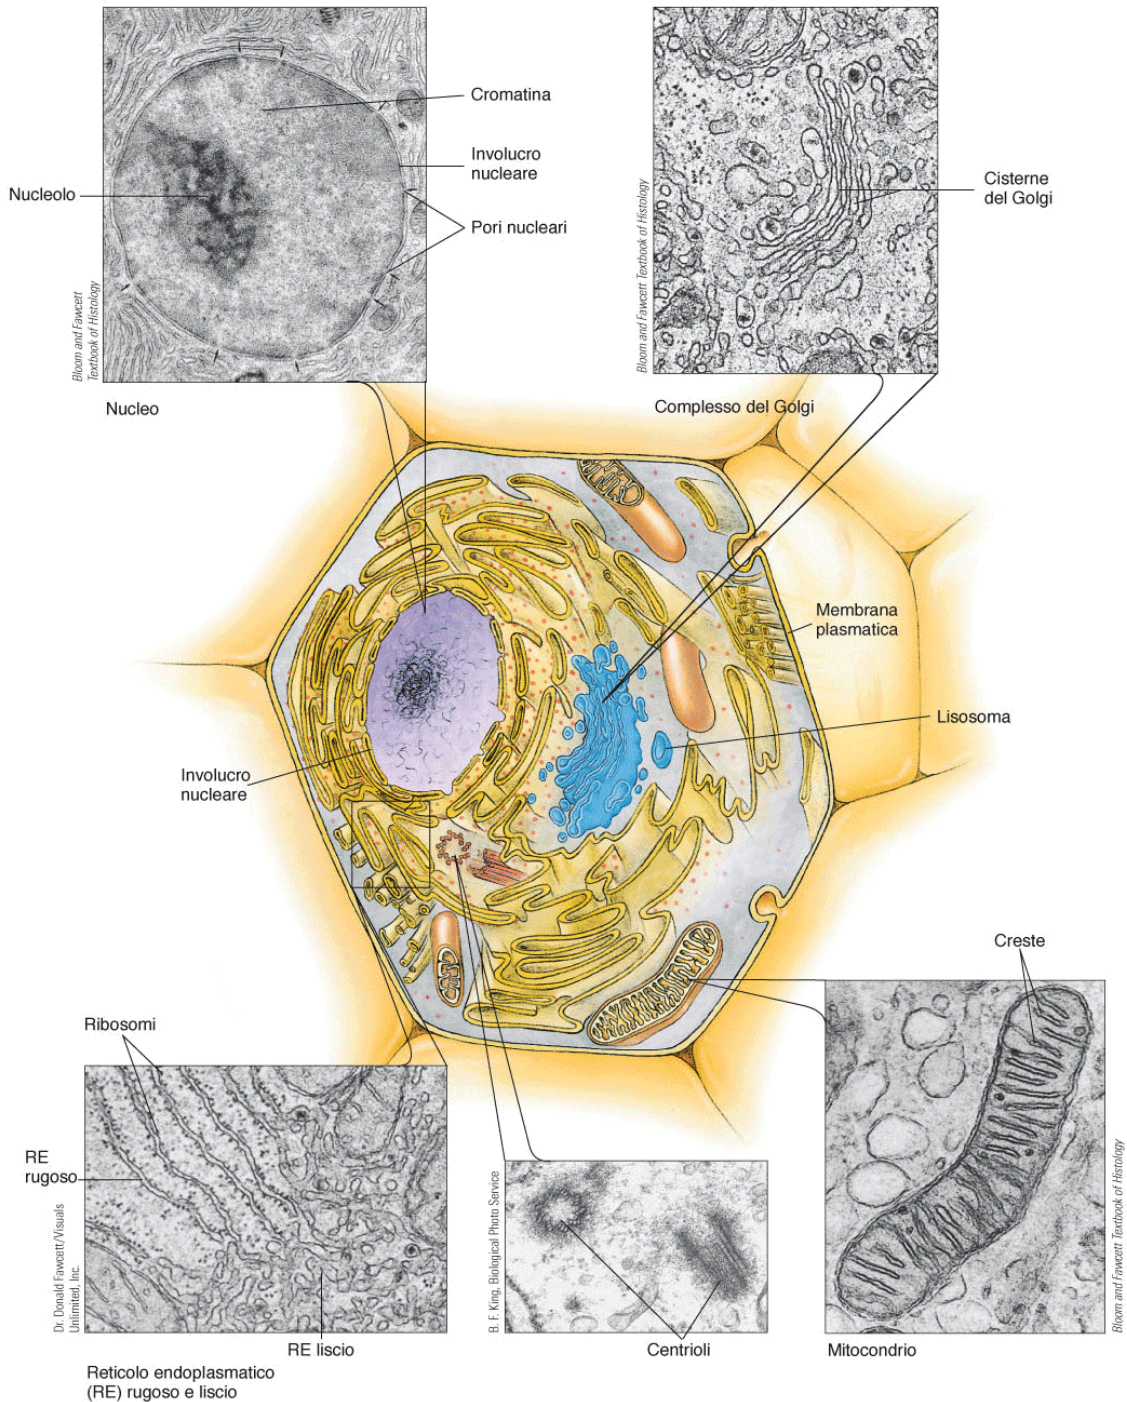 Cromatina
Involucro
nucleare
Nucleolo
Pori nucleari
Bloom and Fawcett
Textbook of Histology
Nucleo
Cisterne
del Golgi
Bloom and Fawcett Textbook of Histology
Complesso del Golgi
Membrana
plasmatica
Lisosoma
Involucro
nucleare
Creste
Ribosomi
RE
rugoso
Dr. Donald Fawcett/Visuals
Unlimited, Inc.
RE liscio
Reticolo endoplasmatico
(RE) rugoso e liscio
B. F. King, Biological Photo Service
Centrioli
Mitocondrio
Bloom and Fawcett Textbook of Histology